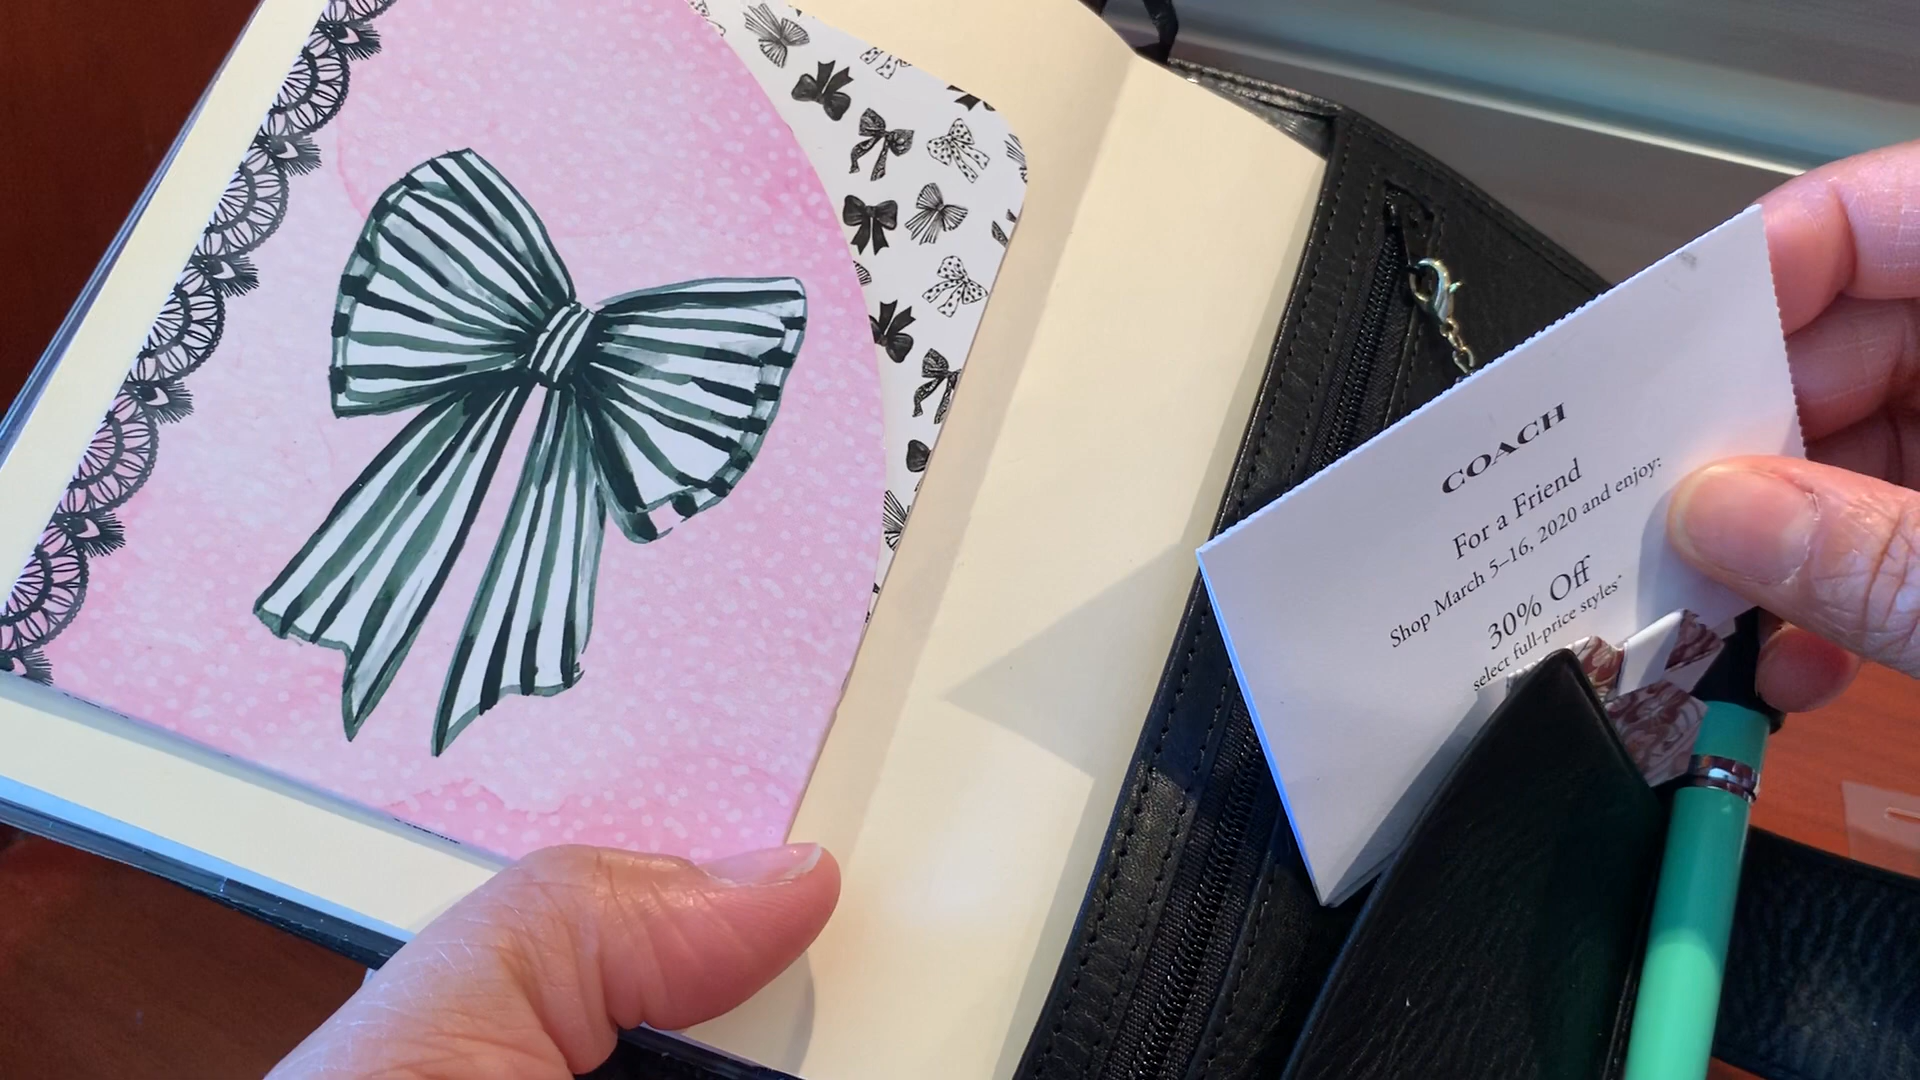 COACH
For a Friend
Shop March 5–16, 2020 and enjoy:
30% Off
select full-price styles*